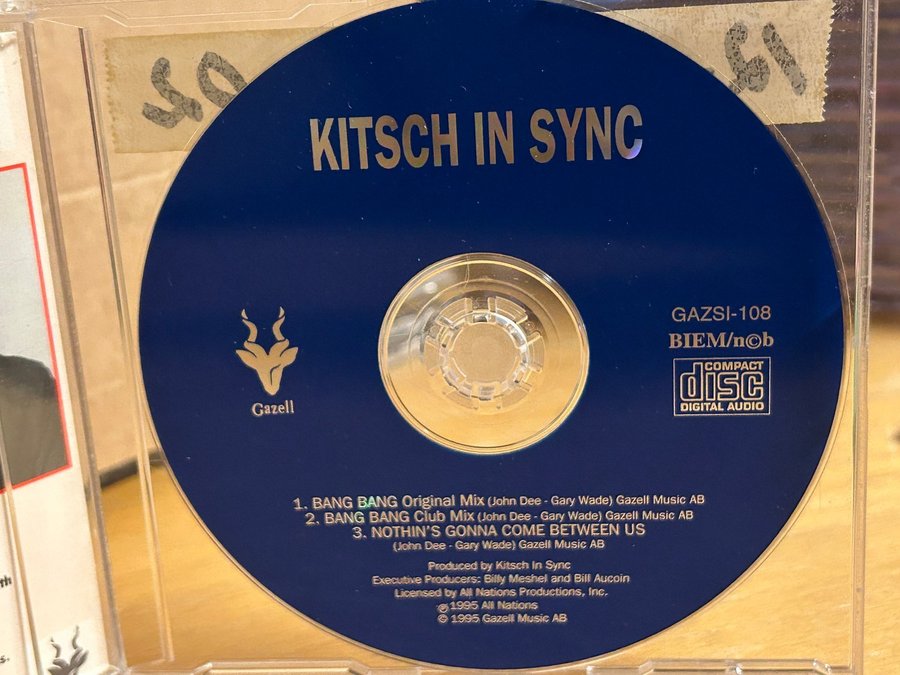 KITSCH IN SYNC
GAZSI-108
BIEM/n©b
COMPACT
disc
DIGITAL AUDIO
Gazell
1. BANG BANG Original Mix (John Dee - Gary Wade) Gazell Music AB
2. BANG BANG Club Mix (John Dee - Gary Wade) Gazell Music AB
3. NOTHIN'S GONNA COME BETWEEN US
(John Dee - Gary Wade) Gazell Music AB
Produced by Kitsch In Sync
Executive Producers: Billy Meshel and Bill Aucoin
Licensed by All Nations Productions, Inc.
℗ 1995 All Nations
© 1995 Gazell Music AB